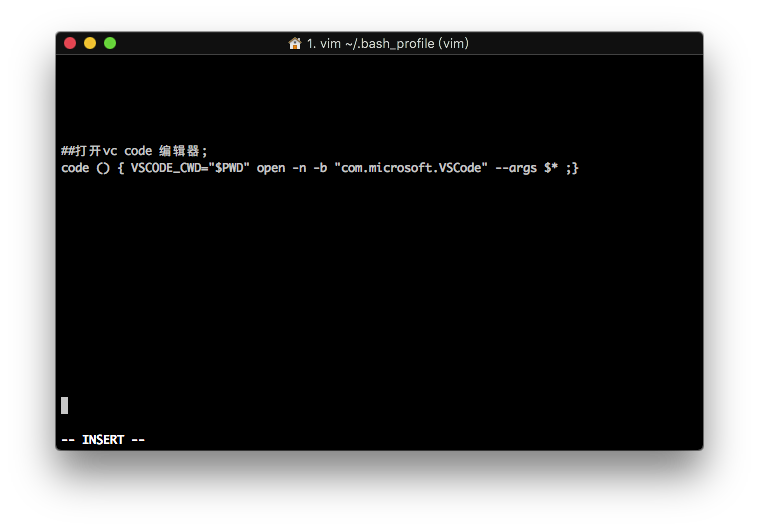 1. vim ~/.bash_profile (vim)
##打开vc code 编辑器;
code () { VSCODE_CWD="$PWD" open -n -b "com.microsoft.VSCode" --args $* ;}
-- INSERT --